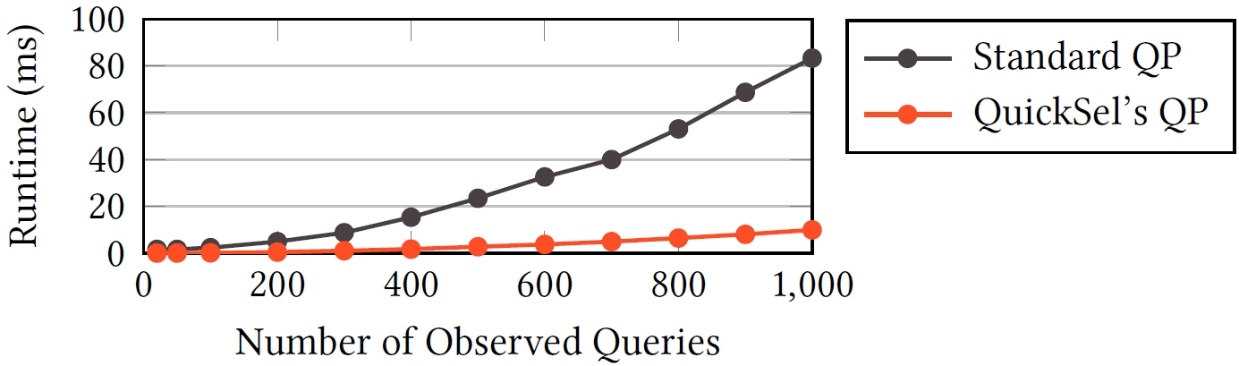 100
80
60
40
20
0
Runtime (ms)
0 200 400 600 800 1,000
Number of Observed Queries
Standard QP
QuickSel's QP